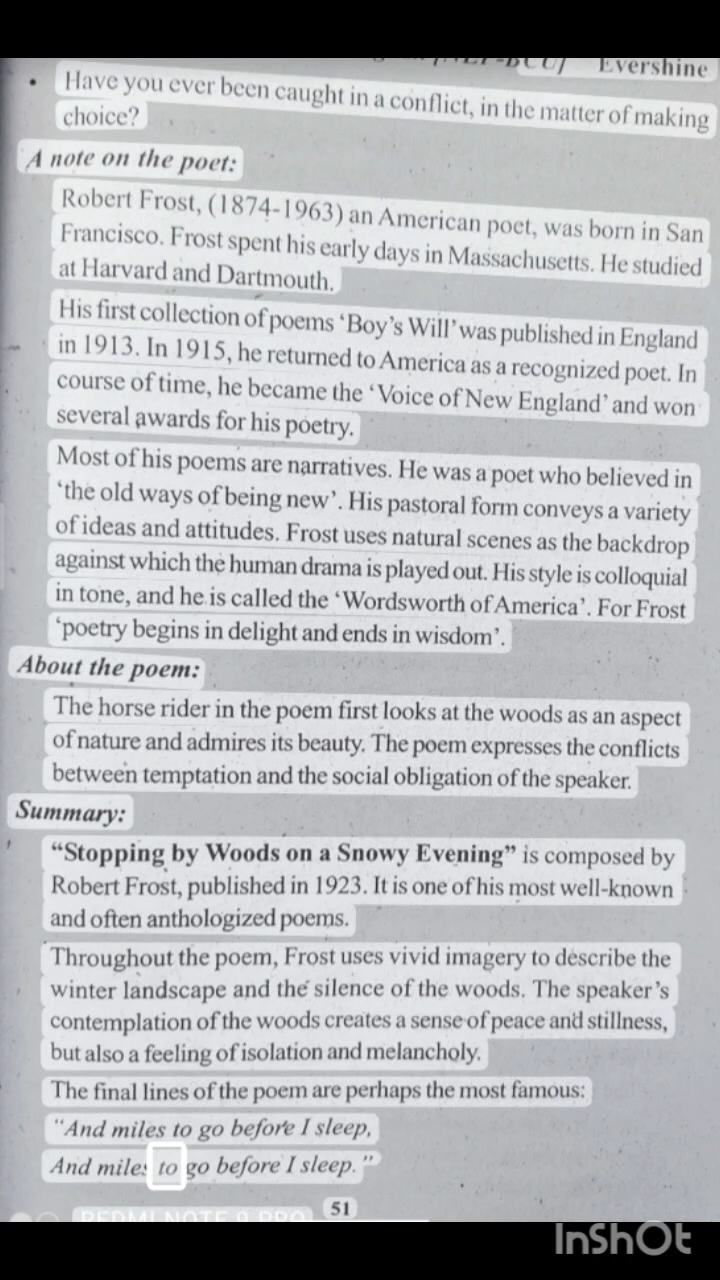 Evershine
• Have you ever been caught in a conflict, in the matter of making
choice?
A note on the poet:
Robert Frost, (1874-1963) an American poet, was born in San
Francisco. Frost spent his early days in Massachusetts. He studied
at Harvard and Dartmouth.
His first collection of poems ‘Boy’s Will’ was published in England
in 1913. In 1915, he returned to America as a recognized poet. In
course of time, he became the ‘Voice of New England’ and won
several awards for his poetry.
Most of his poems are narratives. He was a poet who believed in
‘the old ways of being new’. His pastoral form conveys a variety
of ideas and attitudes. Frost uses natural scenes as the backdrop
against which the human drama is played out. His style is colloquial
in tone, and he is called the ‘Wordsworth of America’. For Frost
‘poetry begins in delight and ends in wisdom’.
About the poem:
The horse rider in the poem first looks at the woods as an aspect
of nature and admires its beauty. The poem expresses the conflicts
between temptation and the social obligation of the speaker.
Summary:
“Stopping by Woods on a Snowy Evening” is composed by
Robert Frost, published in 1923. It is one of his most well-known
and often anthologized poems.
Throughout the poem, Frost uses vivid imagery to describe the
winter landscape and the silence of the woods. The speaker’s
contemplation of the woods creates a sense of peace and stillness,
but also a feeling of isolation and melancholy.
The final lines of the poem are perhaps the most famous:
"And miles to go before I sleep,
And miles to go before I sleep."
51
REDMI NOTE 9 PRO
InShOt